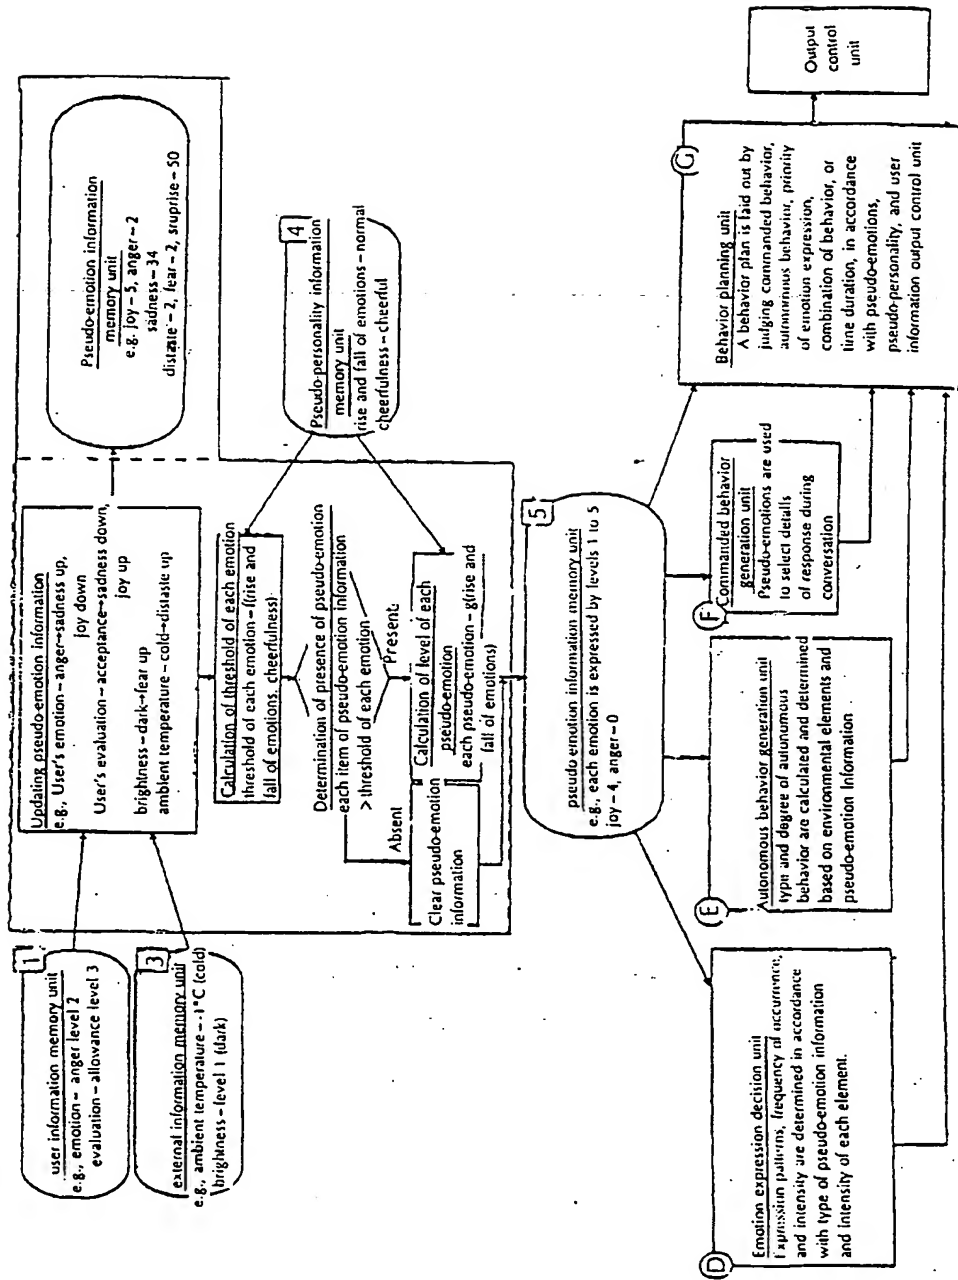 1
user information memory unit
e.g., emotion – anger level 2
evaluation – allowance level 3
3
external information memory unit
e.g., ambient temperature – -1°C (cold)
brightness – level 1 (dark)
Updating pseudo-emotion information
e.g., User's emotion – anger→sadness up,
joy down
User's evaluation – acceptance→sadness down,
joy up
brightness – dark→fear up
ambient temperature – cold→distaste up
Pseudo-emotion information
memory unit
e.g. joy – 5, anger – 2
sadness – 34
distaste – 2, fear – 2, sruprise – 50
Calculation of threshold of each emotion
threshold of each emotion – f(rise and
fall of emotions, cheerfulness)
4
Pseudo-personality information
memory unit
rise and fall of emotions – normal
cheerfulness – cheerful
Determination of presence of pseudo-emotion
each item of pseudo-emotion information
> threshold of each emotion
Absent
Present
Clear pseudo-emotion
information
Calculation of level of each
pseudo-emotion
each pseudo-emotion – g(rise and
fall of emotions)
5
pseudo emotion information memory unit
e.g., each emotion is expressed by levels 1 to 5
joy – 4, anger – 0
D
Emotion expression decision unit
Expression patterns, frequency of occurrence,
and intensity are determined in accordance
with type of pseudo-emotion information
and intensity of each element.
E
Autonomous behavior generation unit
type and degree of autonomous
behavior are calculated and determined
based on environmental elements and
pseudo-emotion Information
F
Commanded behavior
generation unit
Pseudo-emotions are used
to select details
of response during
conversation
G
Behavior planning unit
A behavior plan is laid out by
judging commanded behavior,
autonomous behavior, priority
of emotion expression,
combination of behavior, or
time duration, in accordance
with pseudo-emotions,
pseudo-personality, and user
information output control unit
Output
control
unit